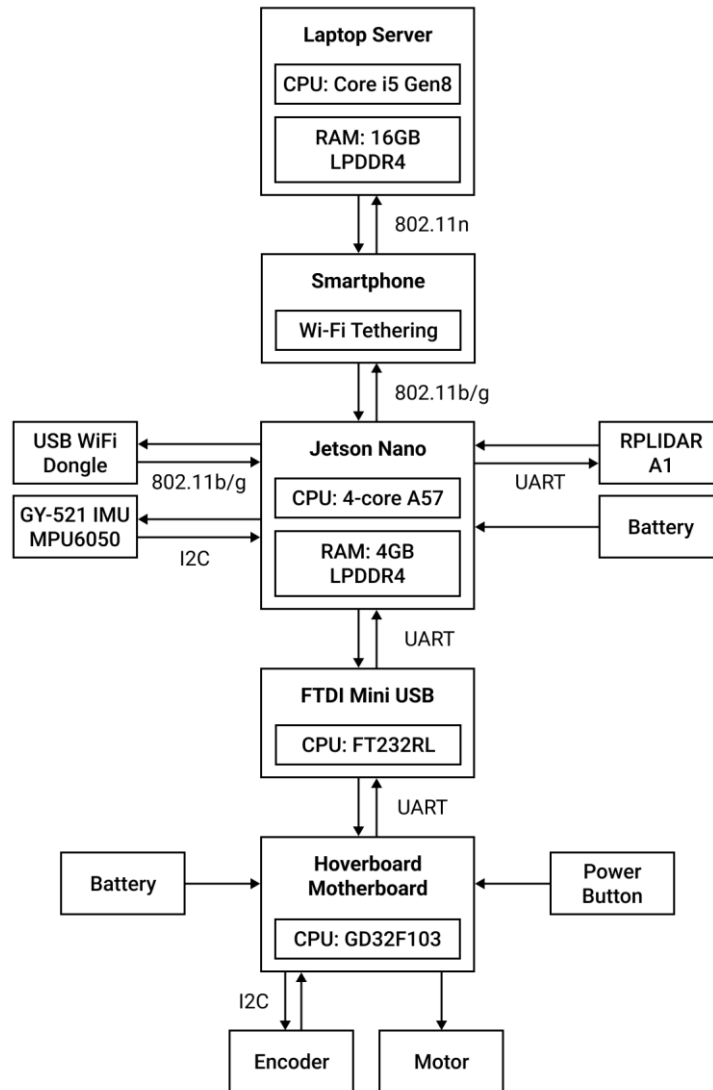 Laptop Server
CPU: Core i5 Gen8
RAM: 16GB
LPDDR4
802.11n
Smartphone
Wi-Fi Tethering
802.11b/g
USB WiFi
Dongle
802.11b/g
GY-521 IMU
MPU6050
I2C
Jetson Nano
CPU: 4-core A57
RAM: 4GB
LPDDR4
RPLIDAR
A1
UART
Battery
UART
FTDI Mini USB
CPU: FT232RL
UART
Battery
Hoverboard
Motherboard
CPU: GD32F103
Power
Button
I2C
Encoder
Motor